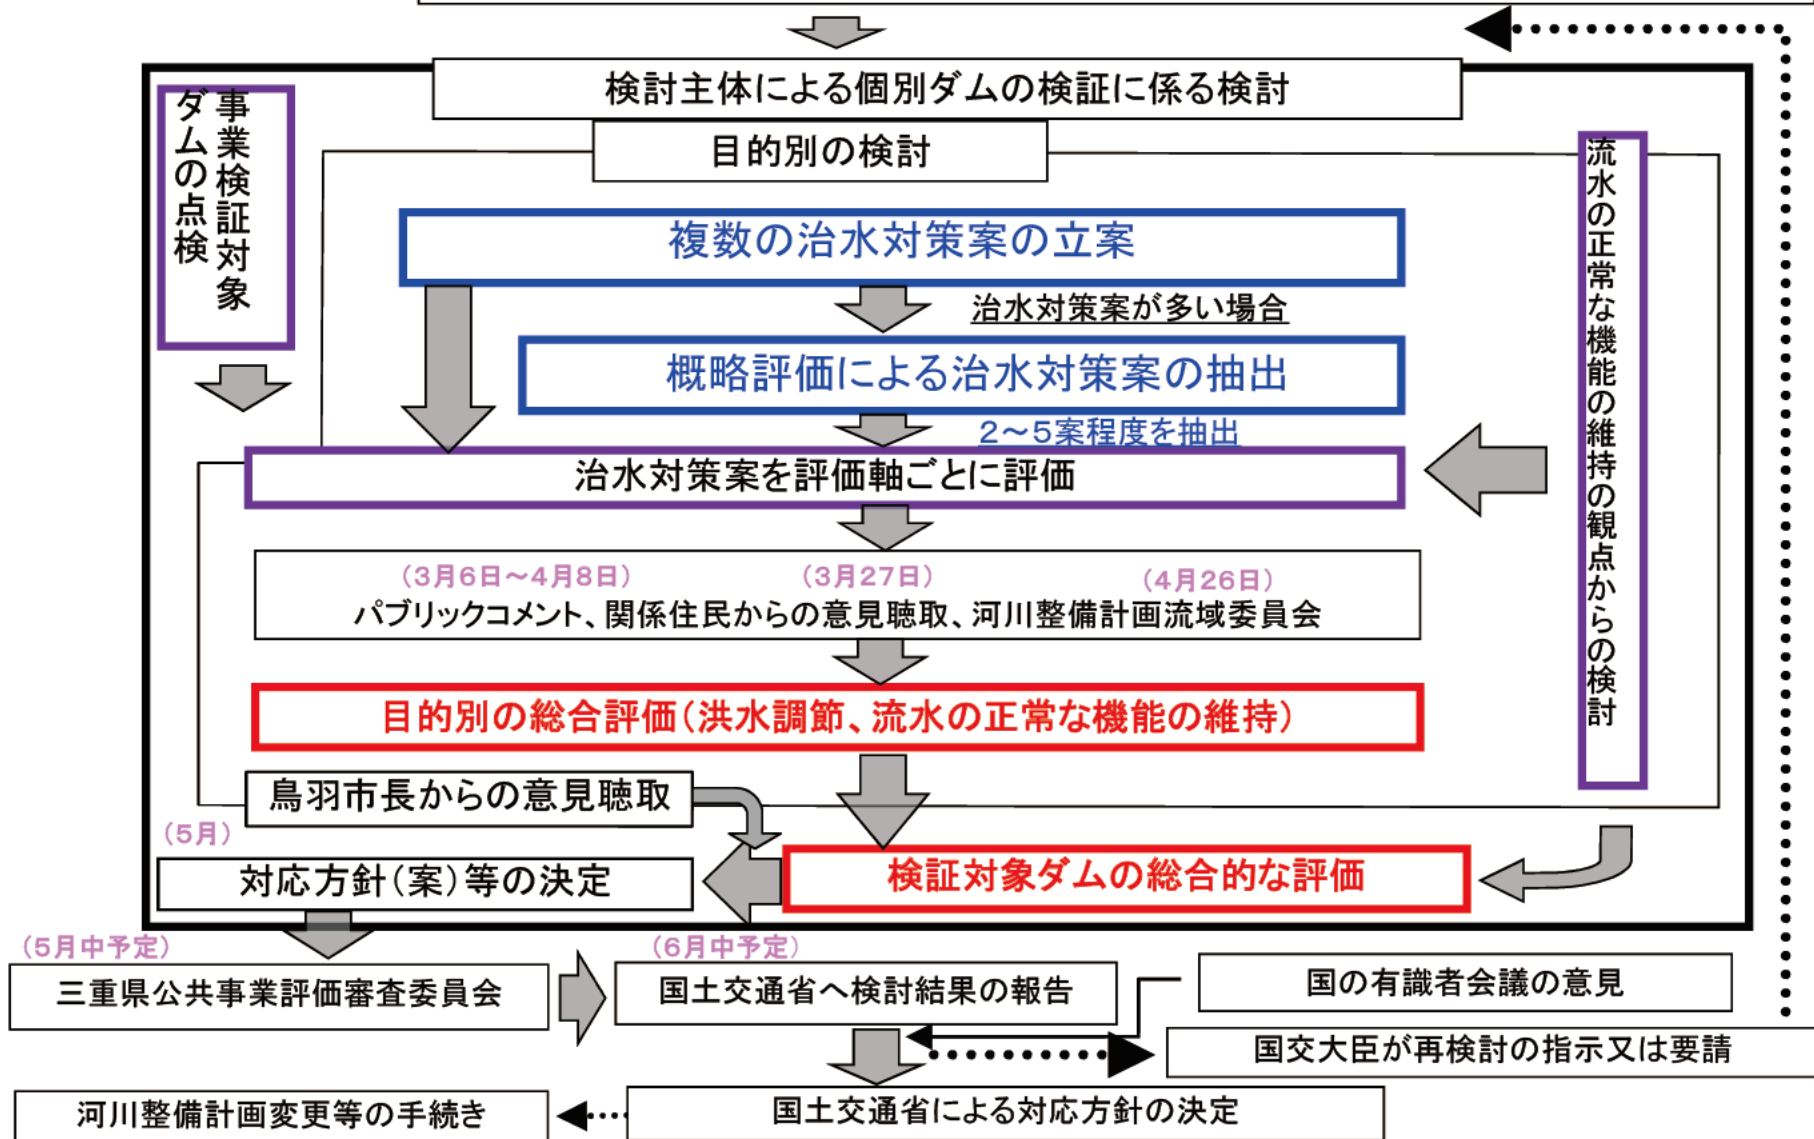 検討主体による個別ダムの検証に係る検討
事業検証対象
ダムの点検
目的別の検討
流水の正常な機能の維持の観点からの検討
複数の治水対策案の立案
治水対策案が多い場合
概略評価による治水対策案の抽出
2～5案程度を抽出
治水対策案を評価軸ごとに評価
（3月6日～4月8日） （3月27日） （4月26日）
パブリックコメント、関係住民からの意見聴取、河川整備計画流域委員会
目的別の総合評価（洪水調節、流水の正常な機能の維持）
鳥羽市長からの意見聴取
（5月）
対応方針（案）等の決定
検証対象ダムの総合的な評価
（5月中予定）
（6月中予定）
三重県公共事業評価審査委員会
国土交通省へ検討結果の報告
国の有識者会議の意見
国交大臣が再検討の指示又は要請
河川整備計画変更等の手続き
国土交通省による対応方針の決定